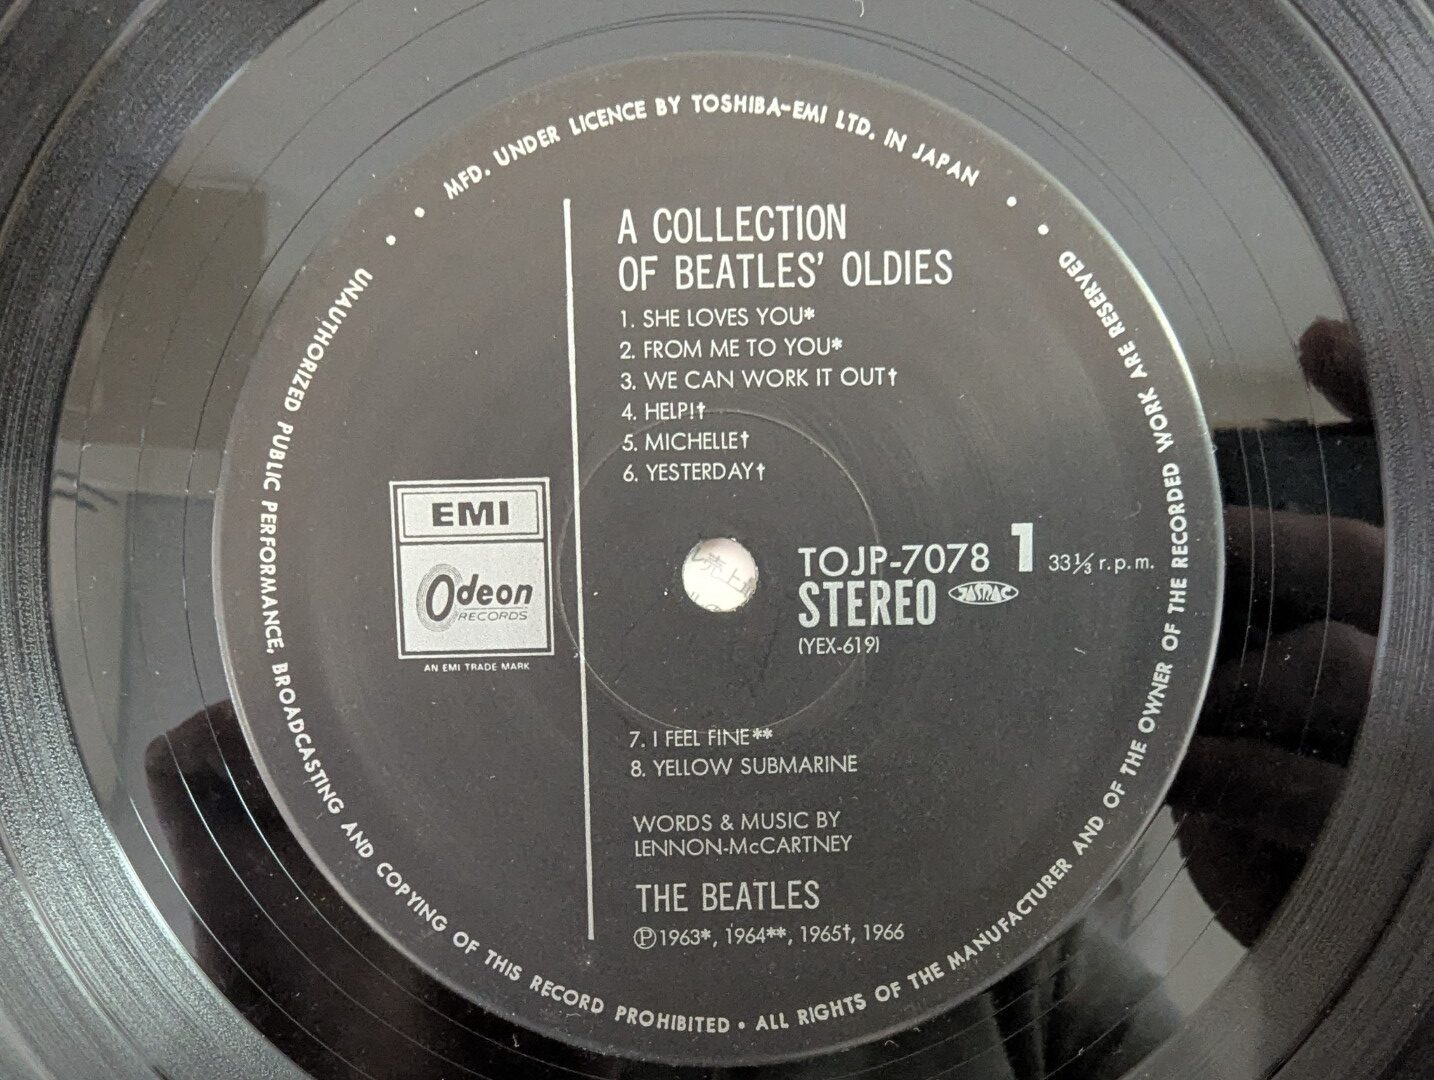 MFD. UNDER LICENCE BY TOSHIBA-EMI LTD. IN JAPAN
A COLLECTION
OF BEATLES' OLDIES
1. SHE LOVES YOU*
2. FROM ME TO YOU*
3. WE CAN WORK IT OUT†
4. HELP!†
5. MICHELLE†
6. YESTERDAY†
EMI
Odeon
RECORDS
AN EMI TRADE MARK
TOJP-7078 1 33⅓ r.p.m.
STEREO JASRAC
(YEX-619)
7. I FEEL FINE**
8. YELLOW SUBMARINE
WORDS & MUSIC BY
LENNON-McCARTNEY
THE BEATLES
℗1963*, 1964**, 1965†, 1966
UNAUTHORIZED PUBLIC PERFORMANCE, BROADCASTING AND COPYING OF THIS RECORD PROHIBITED • ALL RIGHTS OF THE MANUFACTURER AND OF THE OWNER OF THE RECORDED WORK ARE RESERVED